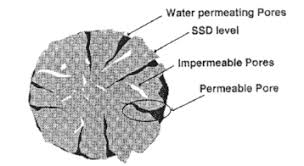 Water permeating Pores
SSD level
Impermeable Pores
Permeable Pore